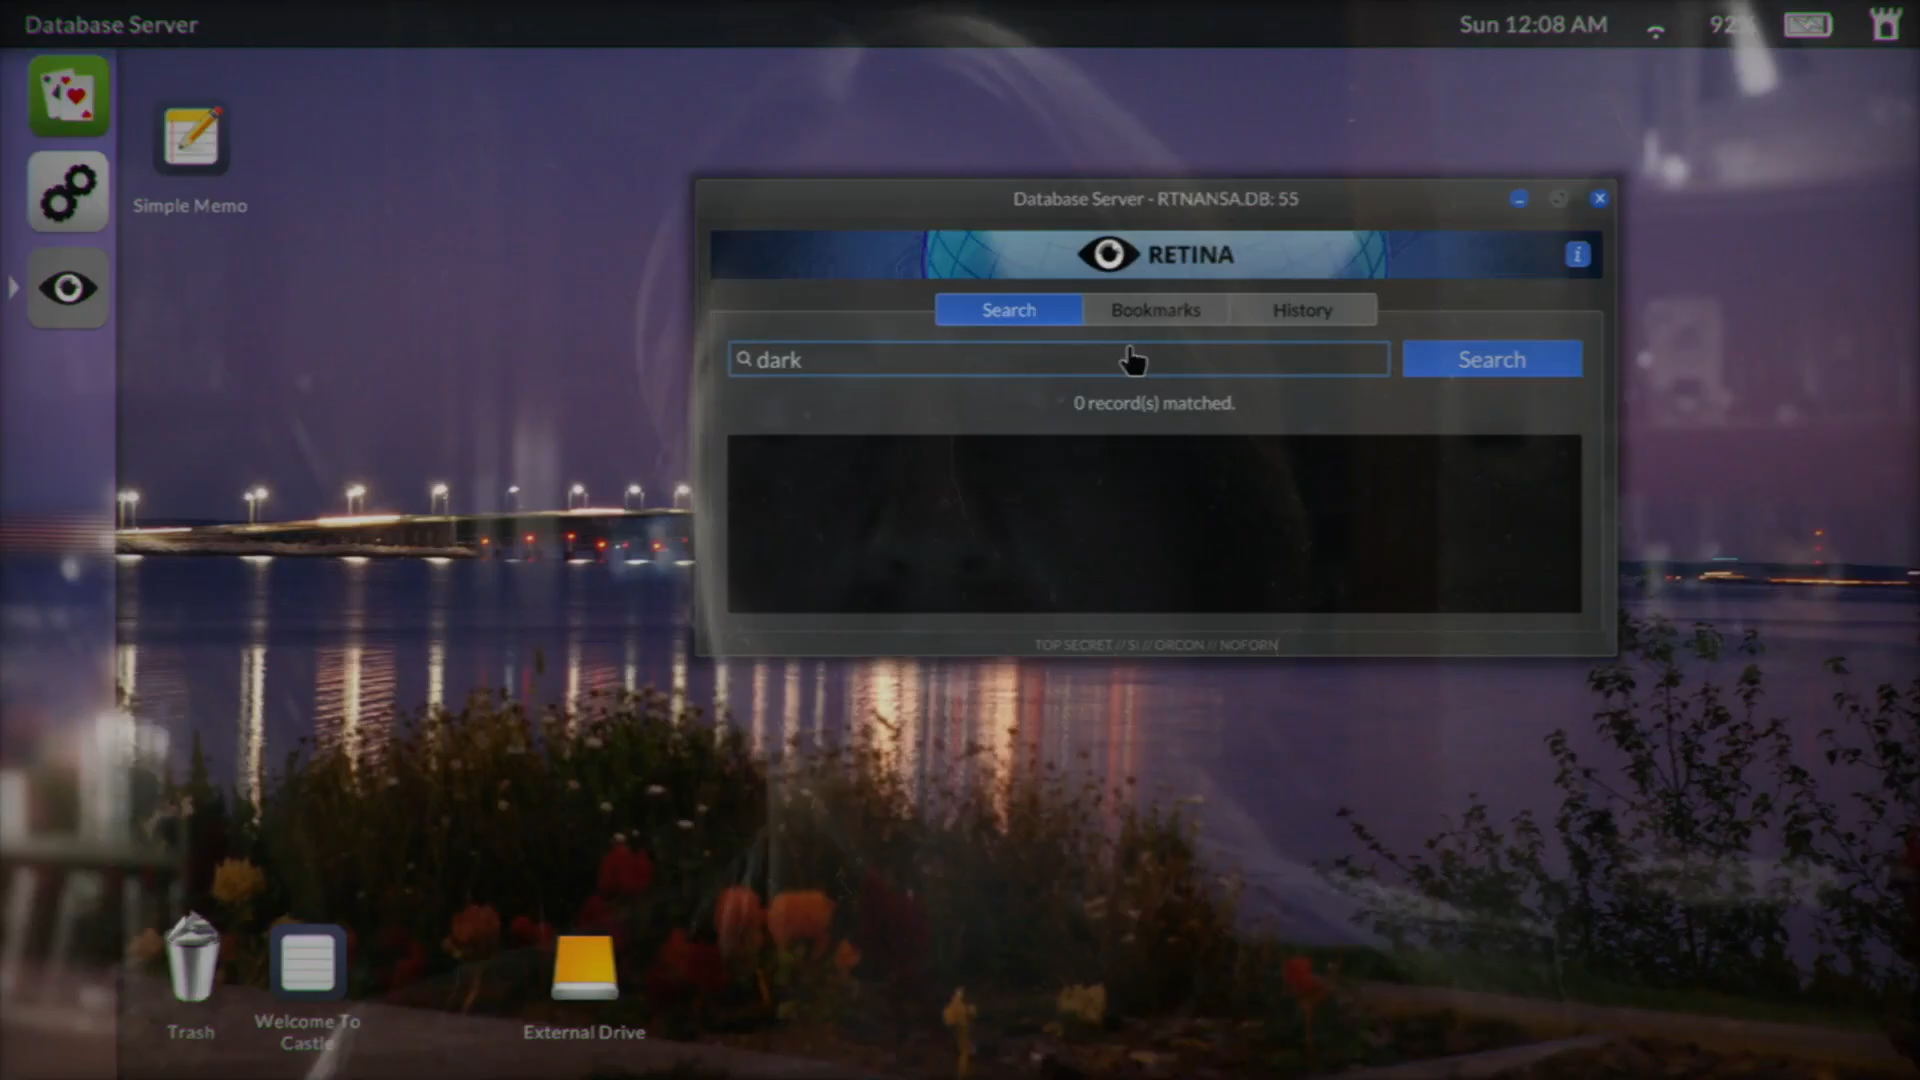 Database Server
Sun 12:08 AM
92%
Simple Memo
Database Server - RTNANSA.DB: 55
RETINA
i
Search
Bookmarks
History
dark
Search
0 record(s) matched.
TOP SECRET // SI // ORCON // NOFORN
Trash
Welcome To
Castle
External Drive